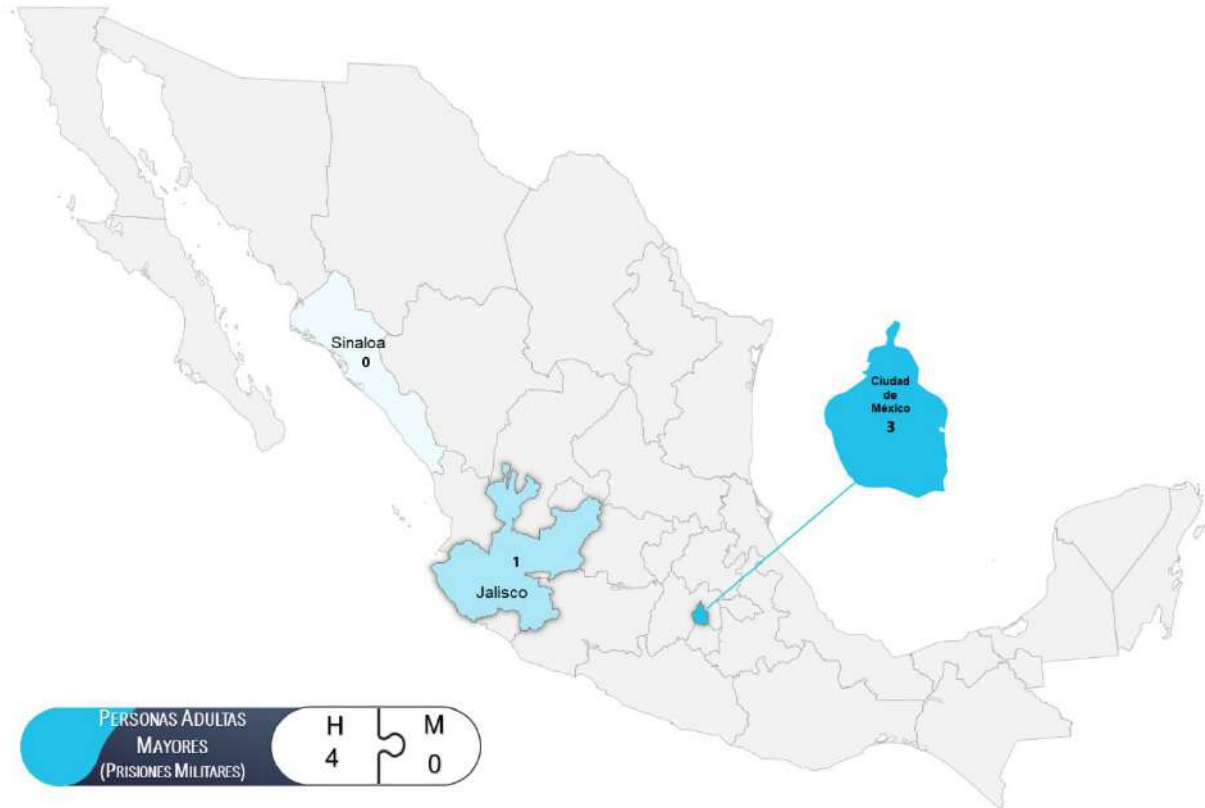 Sinaloa
0
Ciudad
de
México
3
1
Jalisco
PERSONAS ADULTAS
MAYORES
(PRISIONES MILITARES)
H M
4 0